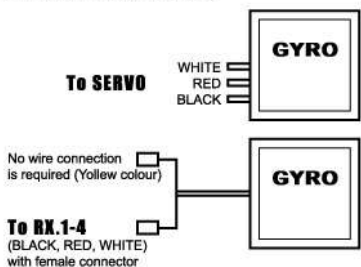 GYRO
WHITE
To SERVO
RED
BLACK
No wire connection
is required (Yollew colour)
GYRO
To RX.1-4
(BLACK, RED, WHITE)
with female connector